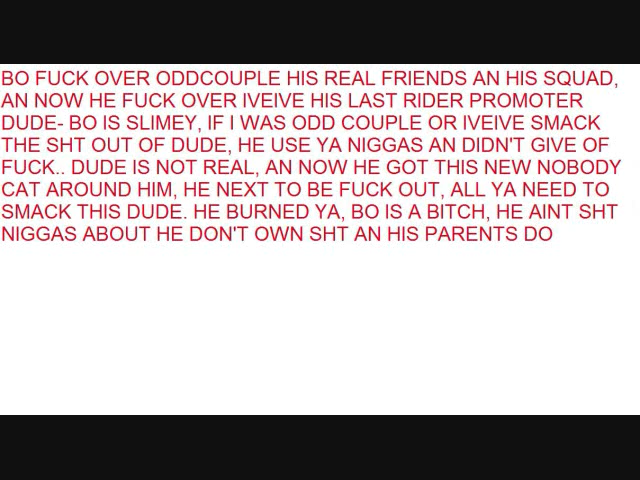 BO FUCK OVER ODDCOUPLE HIS REAL FRIENDS AN HIS SQUAD,
AN NOW HE FUCK OVER IVEIVE HIS LAST RIDER PROMOTER
DUDE- BO IS SLIMEY, IF I WAS ODD COUPLE OR IVEIVE SMACK
THE SHT OUT OF DUDE, HE USE YA NIGGAS AN DIDN'T GIVE OF
FUCK.. DUDE IS NOT REAL, AN NOW HE GOT THIS NEW NOBODY
CAT AROUND HIM, HE NEXT TO BE FUCK OUT, ALL YA NEED TO
SMACK THIS DUDE. HE BURNED YA, BO IS A BITCH, HE AINT SHT
NIGGAS ABOUT HE DON'T OWN SHT AN HIS PARENTS DO